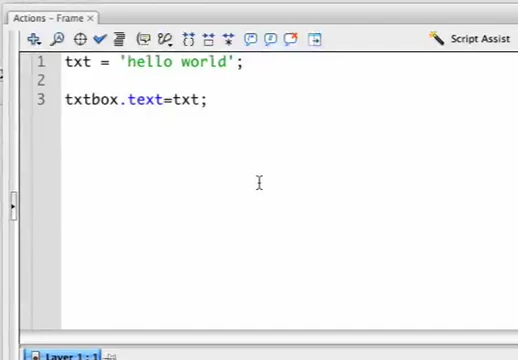 Actions – Frame ×
Script Assist
1 txt = 'hello world';
2
3 txtbox.text=txt;
Layer 1 : 1